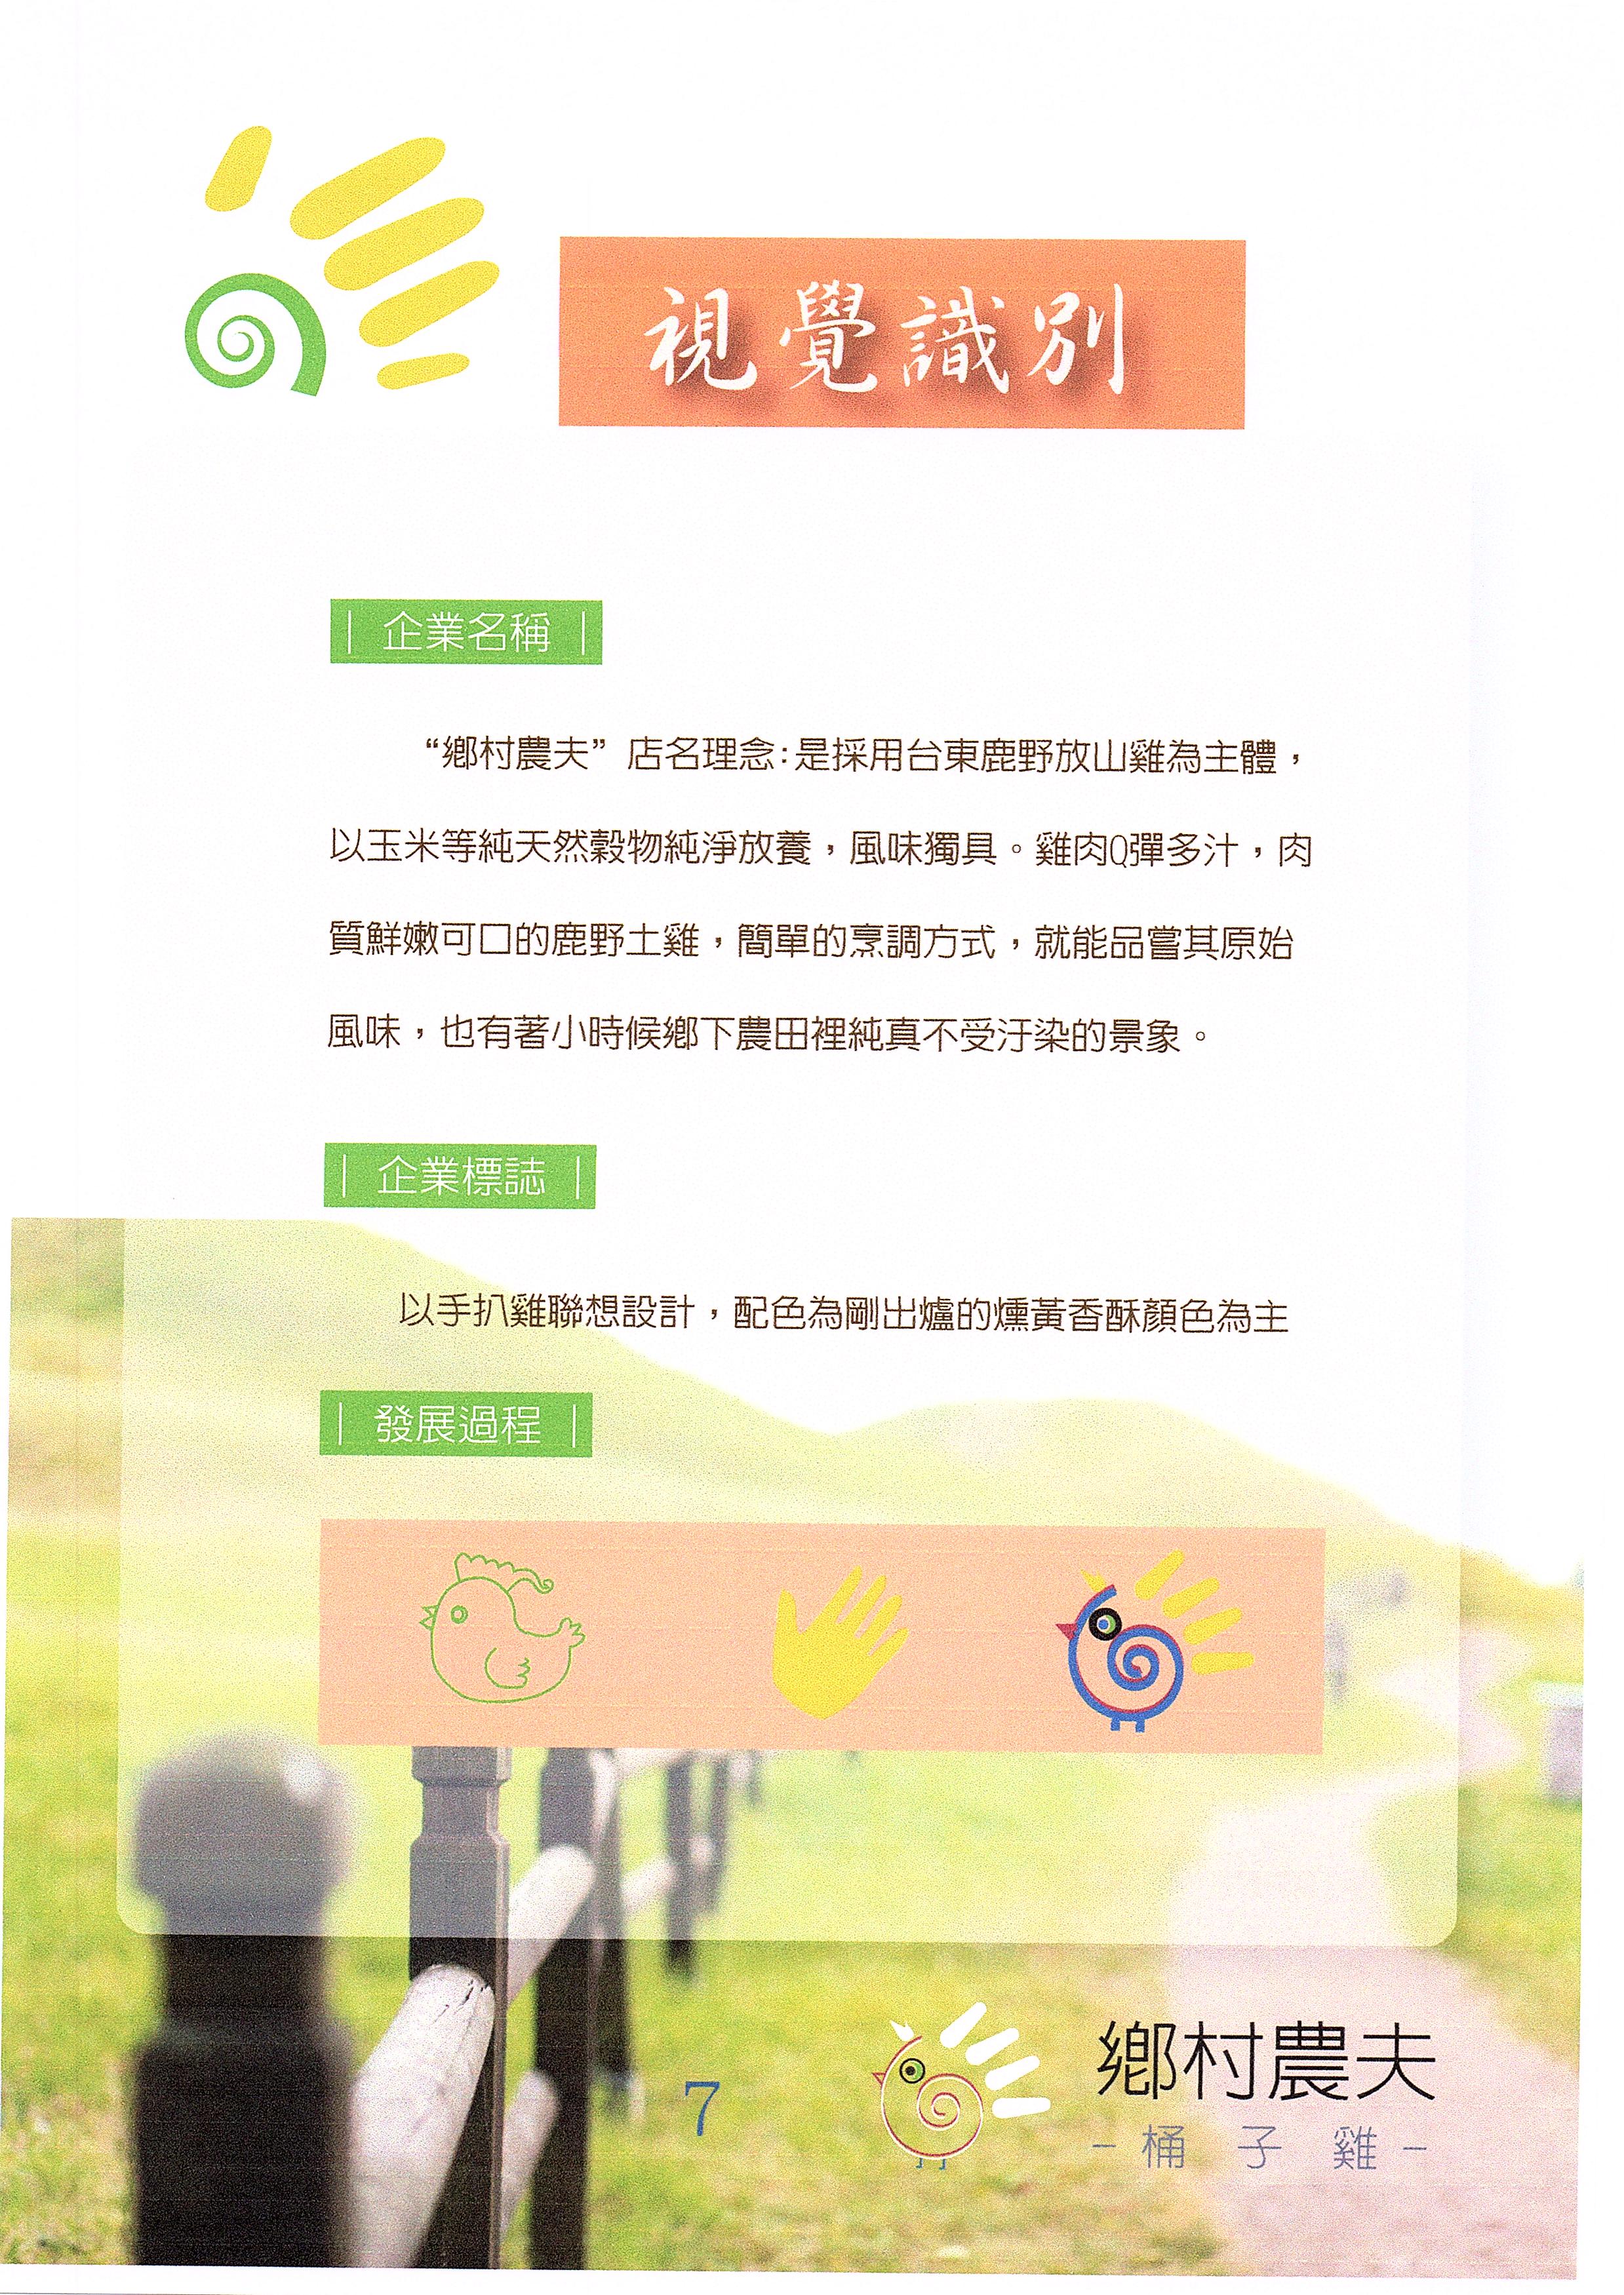 視覺識別
| 企業名稱 |
“鄉村農夫”店名理念:是採用台東鹿野放山雞為主體，
以玉米等純天然穀物純淨放養，風味獨具。雞肉Q彈多汁，肉
質鮮嫩可口的鹿野土雞，簡單的烹調方式，就能品嘗其原始
風味，也有著小時候鄉下農田裡純真不受汙染的景象。
| 企業標誌 |
以手扒雞聯想設計，配色為剛出爐的燻黃香酥顏色為主
| 發展過程 |
7
鄉村農夫
- 桶子雞 -